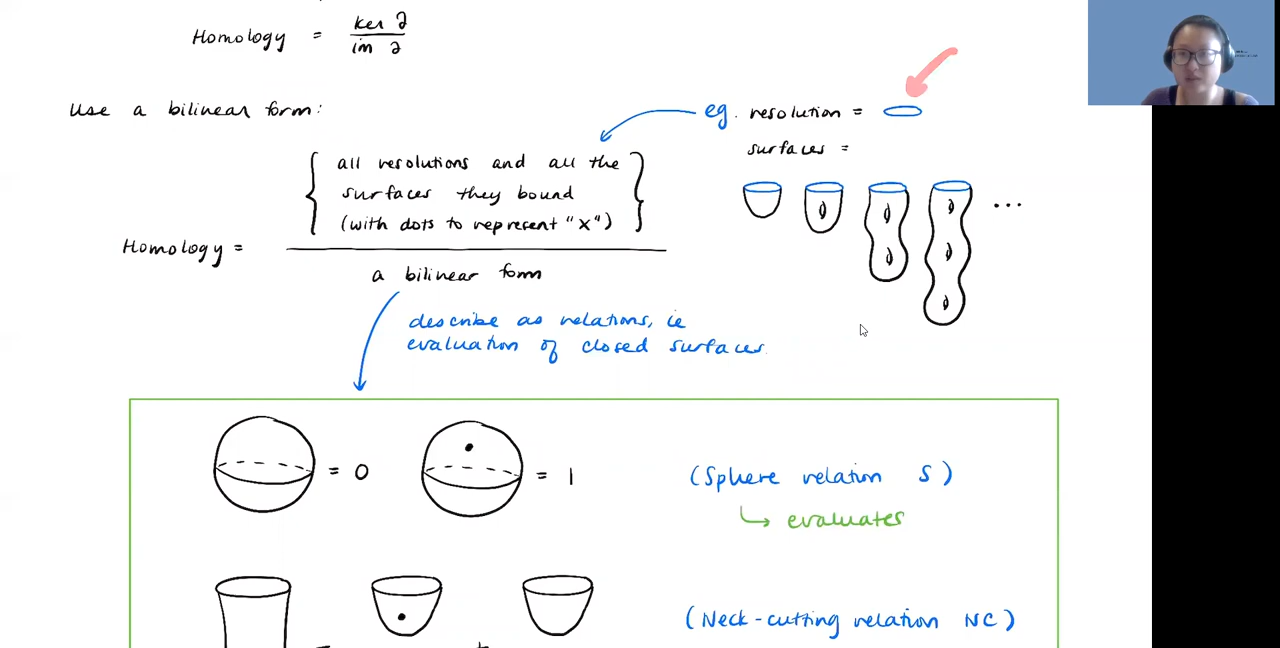 Homology = ker ∂ / im ∂
Use a bilinear form:
eg. resolution =
surfaces =
...
{ all resolutions and all the
surfaces they bound
(with dots to represent "x") }
Homology =
a bilinear form
describe as relations, ie
evaluation of closed surfaces.
= 0
= 1
(Sphere relation S)
↳ evaluates
(Neck-cutting relation NC)
= +